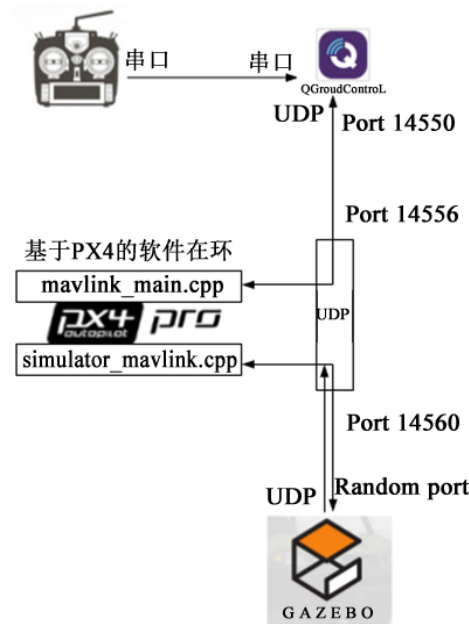 串口
串口
QGroudControL
UDP
Port 14550
Port 14556
基于PX4的软件在环
mavlink_main.cpp
UDP
px4 pro
autopilot
simulator_mavlink.cpp
Port 14560
Random port
UDP
GAZEBO